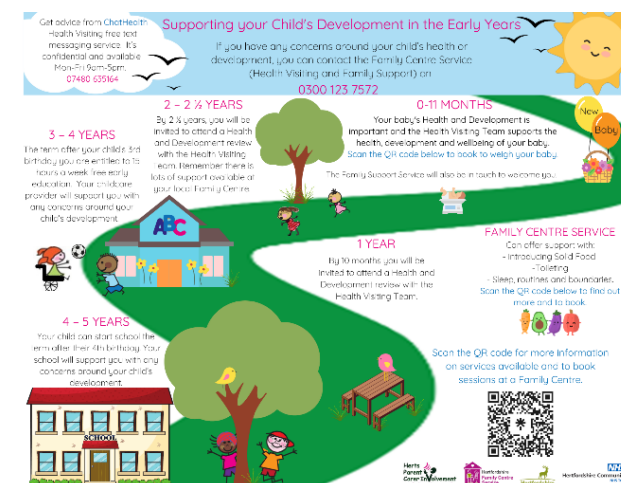 Get advice from ChatHealth
Health Visiting free text
messaging service. It's
confidential and available
Mon-Fri 9am-5pm.
07480 635164
Supporting your Child's Development in the Early Years
If you have any concerns around your child's health or
development, you can contact the Family Centre Service
(Health Visiting and Family Support) on
0300 123 7572
0-11 MONTHS
Your baby's Health and Development is
important and the Health Visiting Team supports the
health, development and wellbeing of your baby.
Scan the QR code below to book to weigh your baby.
The Family Support Service will also be in touch to welcome you
New
Baby
2 – 2 ½ YEARS
By 2 ½ years, you will be
invited to attend a Health
and Development review
with the Health Visiting
Team. Remember there is
lots of support available at
your local Family Centre
3 – 4 YEARS
The term after your child's 3rd
birthday you are entitled to 15
hours a week free early
education. Your childcare
provider will support you with
any concerns around your
child's development.
ABC
1 YEAR
By 10 months you will be
invited to attend a Health and
Development review with the
Health Visiting Team.
FAMILY CENTRE SERVICE
Can offer support with:
- Introducing Solid Food
-Toileting
- Sleep, routines and boundaries.
Scan the QR code below to find out
more and to book
4 – 5 YEARS
Your child can start school the
term after their 4th birthday. Your
school will support you with any
concerns around your child's
development.
SCHOOL
Scan the QR code for more information
on services available and to book
sessions at a Family Centre.
Herts
Parent
Carer Involvement
Hertfordshire
Family Centre
Service
Hertfordshire
NHS
Hertfordshire Communi